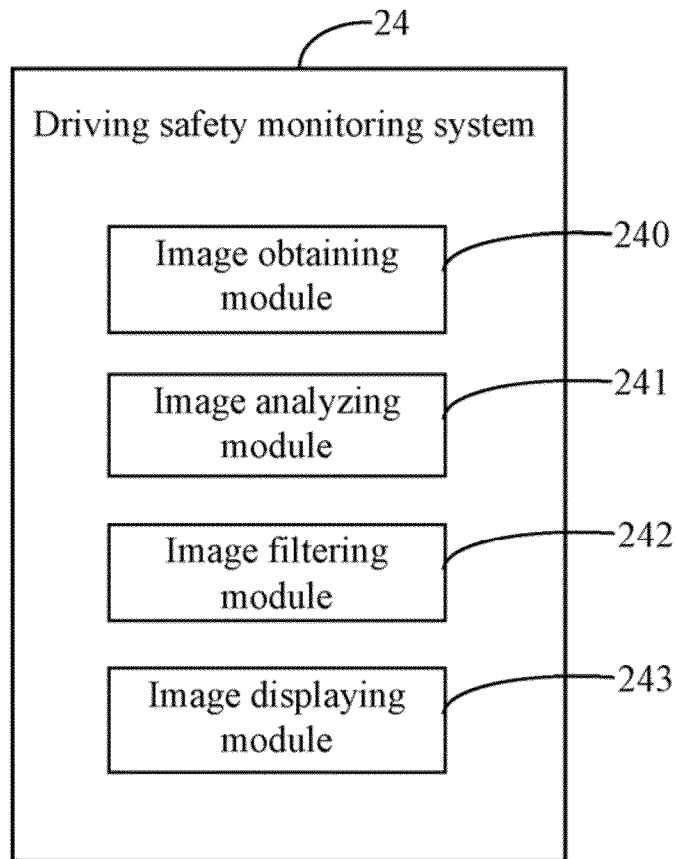 24
Driving safety monitoring system
Image obtaining
module
240
Image analyzing
module
241
Image filtering
module
242
Image displaying
module
243